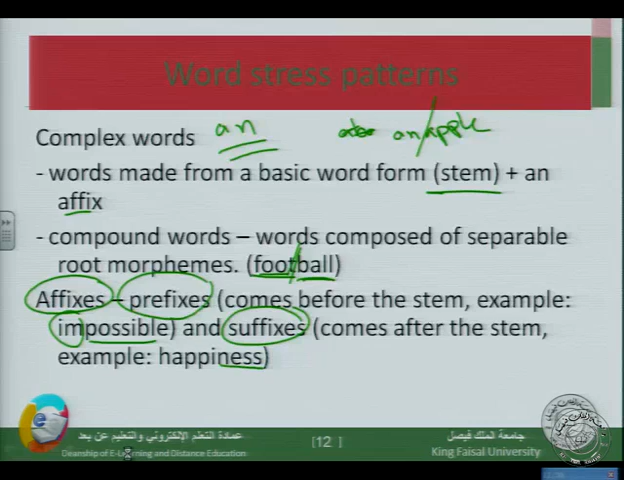 Word stress patterns
Complex words an an/apple
- words made from a basic word form (stem) + an
affix
- compound words – words composed of separable
root morphemes. (foot/ball)
Affixes – prefixes (comes before the stem, example:
impossible) and suffixes (comes after the stem,
example: happiness)
عمادة التعلم الإلكتروني والتعليم عن بعد
[12]
جامعة الملك فيصل
Deanship of E-Learning and Distance Education
King Faisal University